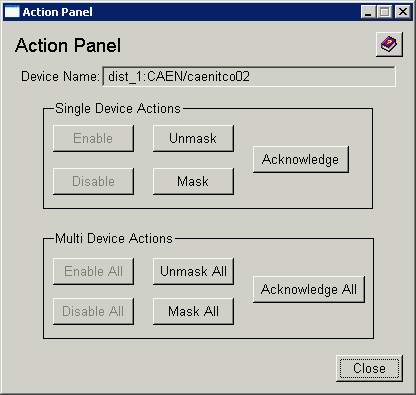 Action Panel
Action Panel
Device Name: dist_1:CAEN/caenitco02
Single Device Actions
Enable Unmask
Acknowledge
Disable Mask
Multi Device Actions
Enable All Unmask All
Acknowledge All
Disable All Mask All
Close